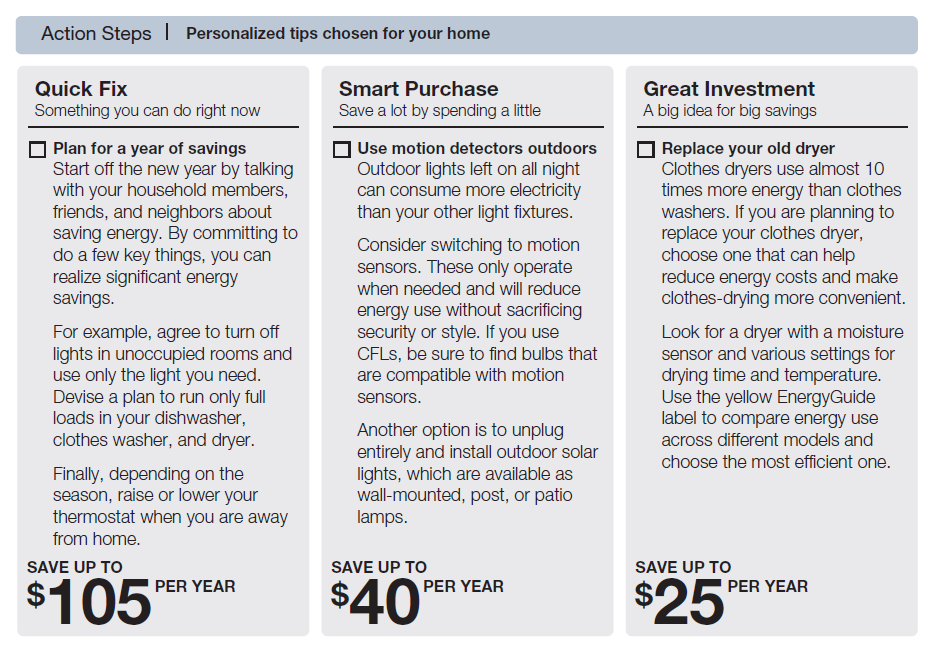 Action Steps | Personalized tips chosen for your home
Quick Fix
Something you can do right now
Plan for a year of savings
Start off the new year by talking
with your household members,
friends, and neighbors about
saving energy. By committing to
do a few key things, you can
realize significant energy
savings.
For example, agree to turn off
lights in unoccupied rooms and
use only the light you need.
Devise a plan to run only full
loads in your dishwasher,
clothes washer, and dryer.
Finally, depending on the
season, raise or lower your
thermostat when you are away
from home.
SAVE UP TO
$105 PER YEAR
Smart Purchase
Save a lot by spending a little
Use motion detectors outdoors
Outdoor lights left on all night
can consume more electricity
than your other light fixtures.
Consider switching to motion
sensors. These only operate
when needed and will reduce
energy use without sacrificing
security or style. If you use
CFLs, be sure to find bulbs that
are compatible with motion
sensors.
Another option is to unplug
entirely and install outdoor solar
lights, which are available as
wall-mounted, post, or patio
lamps.
SAVE UP TO
$40 PER YEAR
Great Investment
A big idea for big savings
Replace your old dryer
Clothes dryers use almost 10
times more energy than clothes
washers. If you are planning to
replace your clothes dryer,
choose one that can help
reduce energy costs and make
clothes-drying more convenient.
Look for a dryer with a moisture
sensor and various settings for
drying time and temperature.
Use the yellow EnergyGuide
label to compare energy use
across different models and
choose the most efficient one.
SAVE UP TO
$25 PER YEAR